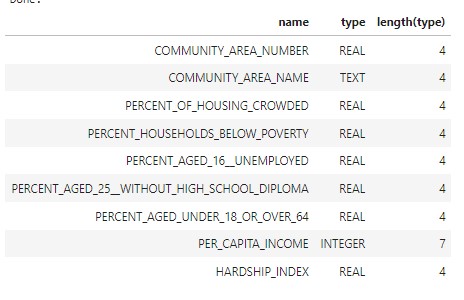 Done.
name type length(type)
COMMUNITY_AREA_NUMBER REAL 4
COMMUNITY_AREA_NAME TEXT 4
PERCENT_OF_HOUSING_CROWDED REAL 4
PERCENT_HOUSEHOLDS_BELOW_POVERTY REAL 4
PERCENT_AGED_16__UNEMPLOYED REAL 4
PERCENT_AGED_25__WITHOUT_HIGH_SCHOOL_DIPLOMA REAL 4
PERCENT_AGED_UNDER_18_OR_OVER_64 REAL 4
PER_CAPITA_INCOME INTEGER 7
HARDSHIP_INDEX REAL 4